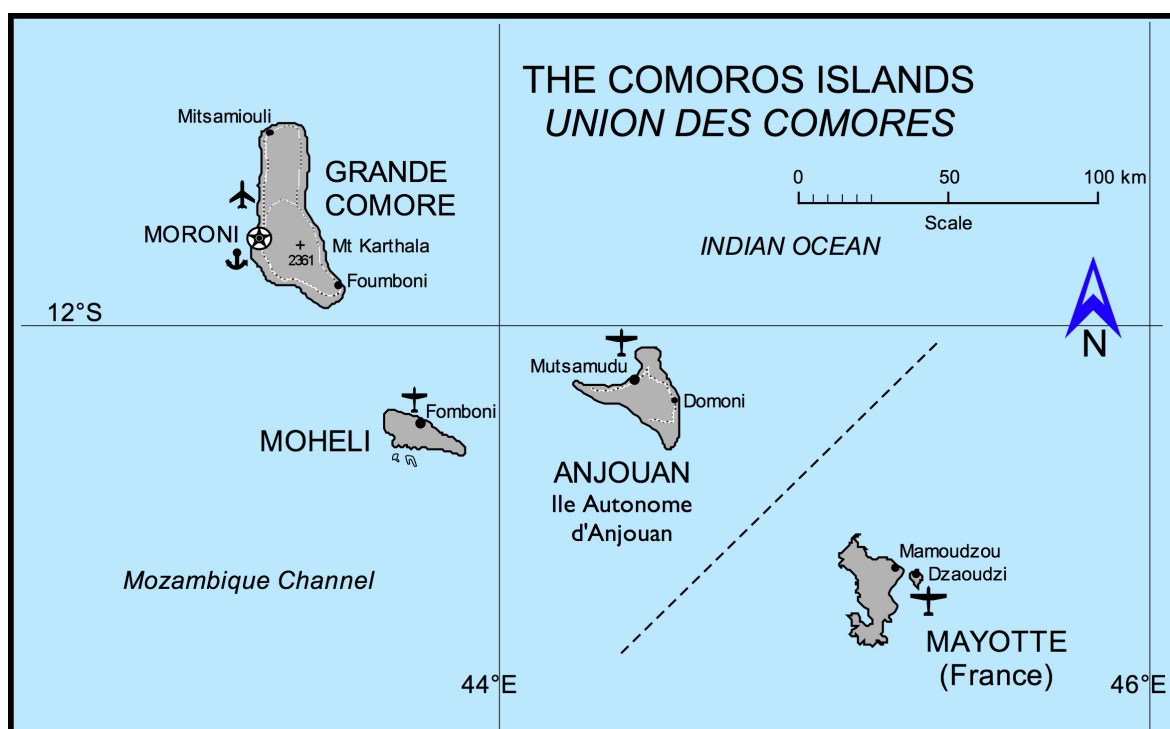 THE COMOROS ISLANDS
UNION DES COMORES
Mitsamiouli
GRANDE
COMORE
0 50 100 km
Scale
MORONI
Mt Karthala
2361
INDIAN OCEAN
Foumboni
12°S
N
Mutsamudu
Domoni
Fomboni
MOHELI
ANJOUAN
Ile Autonome
d'Anjouan
Mozambique Channel
Mamoudzou
Dzaoudzi
MAYOTTE
(France)
44°E
46°E